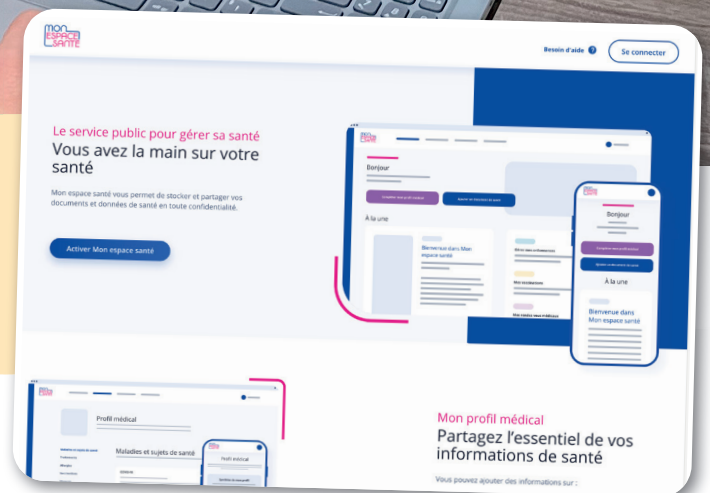 mon
ESPACE
SANTÉ
Besoin d'aide ?
Se connecter
Le service public pour gérer sa santé
Vous avez la main sur votre
santé
Mon espace santé vous permet de stocker et partager vos
documents et données de santé en toute confidentialité.
Activer Mon espace santé
Bonjour
À la une
Bienvenue dans Mon
espace santé
Bonjour
À la une
Bienvenue dans
Mon espace santé
Profil médical
Maladies et sujets de santé
Profil médical
Mon profil médical
Partagez l'essentiel de vos
informations de santé
Vous pouvez ajouter des informations sur :